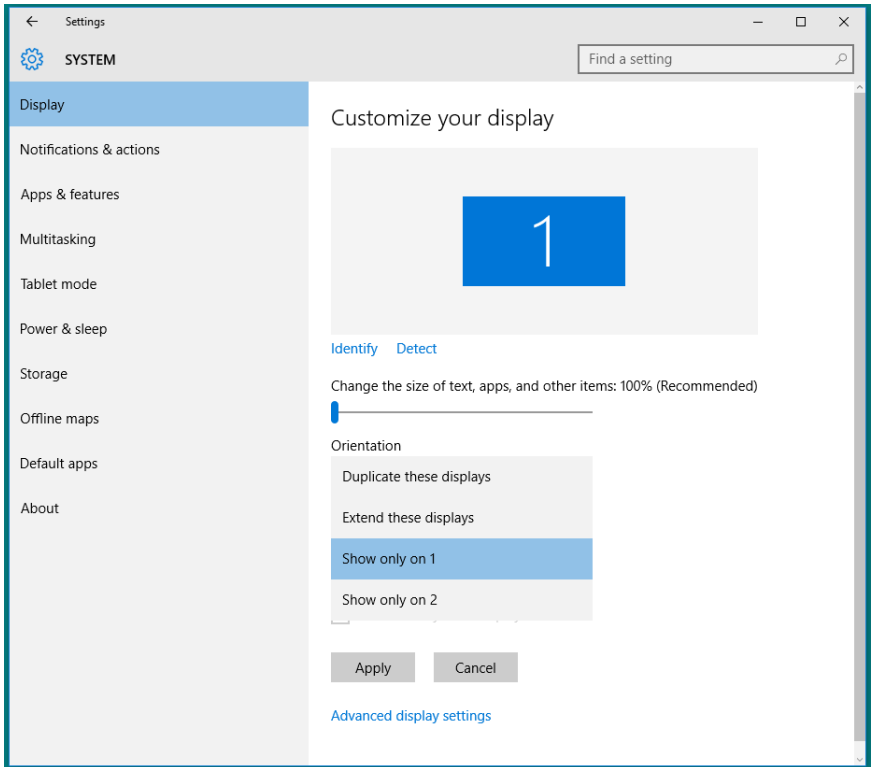 Settings
SYSTEM
Find a setting
Display
Notifications & actions
Apps & features
Multitasking
Tablet mode
Power & sleep
Storage
Offline maps
Default apps
About
Customize your display
1
Identify Detect
Change the size of text, apps, and other items: 100% (Recommended)
Orientation
Duplicate these displays
Extend these displays
Show only on 1
Show only on 2
Apply Cancel
Advanced display settings